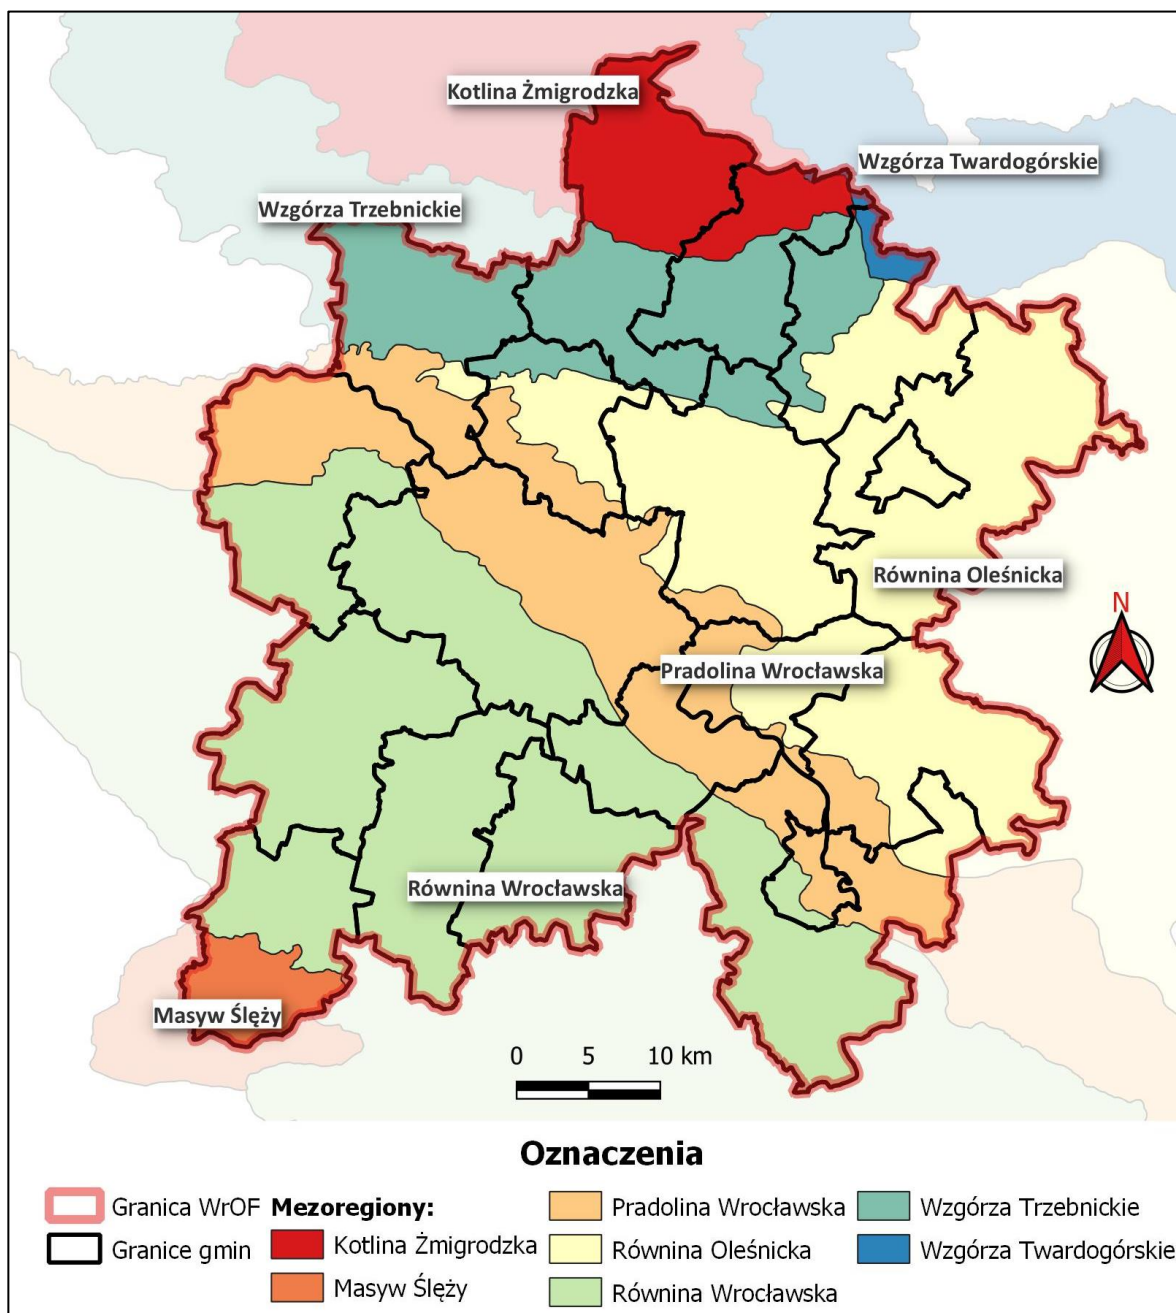 Kotlina Żmigrodzka
Wzgórza Twardogórskie
Wzgórza Trzebnickie
Równina Oleśnicka
N
Pradolina Wrocławska
Równina Wrocławska
Masyw Ślęży
0 5 10 km
Oznaczenia
Granica WrOF
Granice gmin
Mezoregiony:
Kotlina Żmigrodzka
Masyw Ślęży
Pradolina Wrocławska
Równina Oleśnicka
Równina Wrocławska
Wzgórza Trzebnickie
Wzgórza Twardogórskie